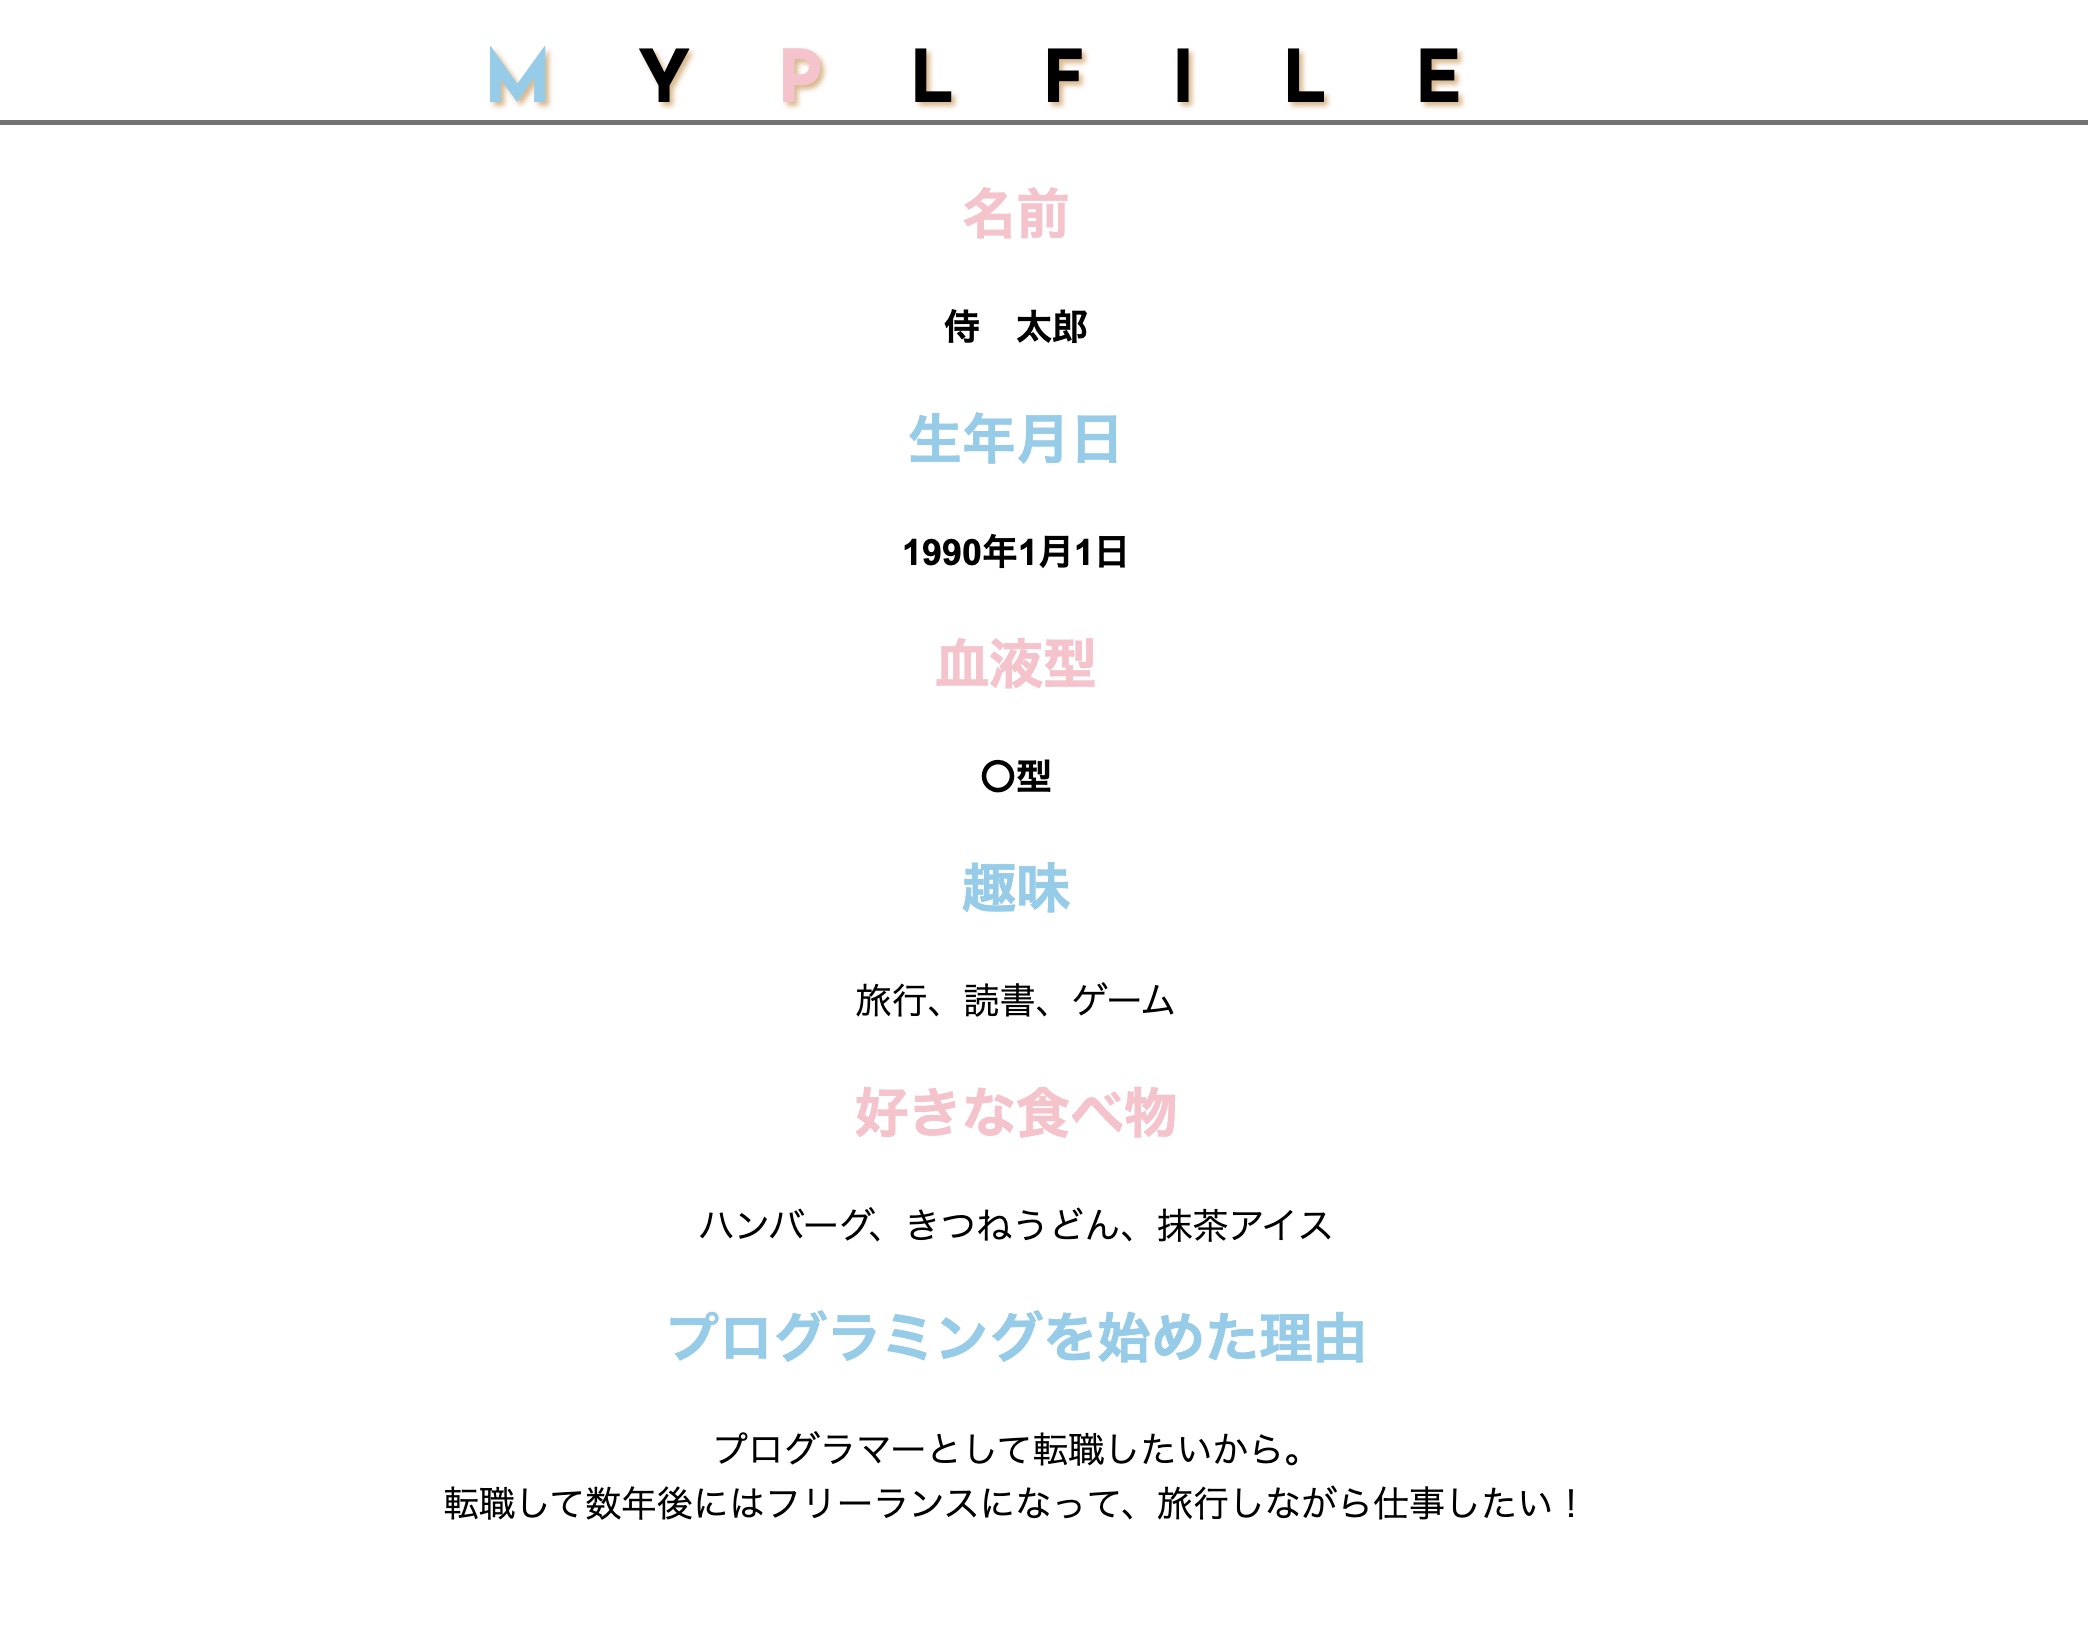 MYPLFILE
名前
侍　太郎
生年月日
1990年1月1日
血液型
〇型
趣味
旅行、読書、ゲーム
好きな食べ物
ハンバーグ、きつねうどん、抹茶アイス
プログラミングを始めた理由
プログラマーとして転職したいから。
転職して数年後にはフリーランスになって、旅行しながら仕事したい！